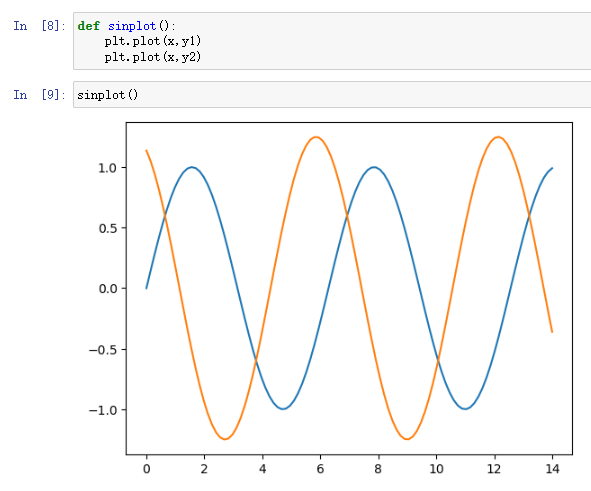 In [8]: def sinplot():
plt.plot(x,y1)
plt.plot(x,y2)
In [9]: sinplot()
1.0
0.5
0.0
−0.5
−1.0
0 2 4 6 8 10 12 14